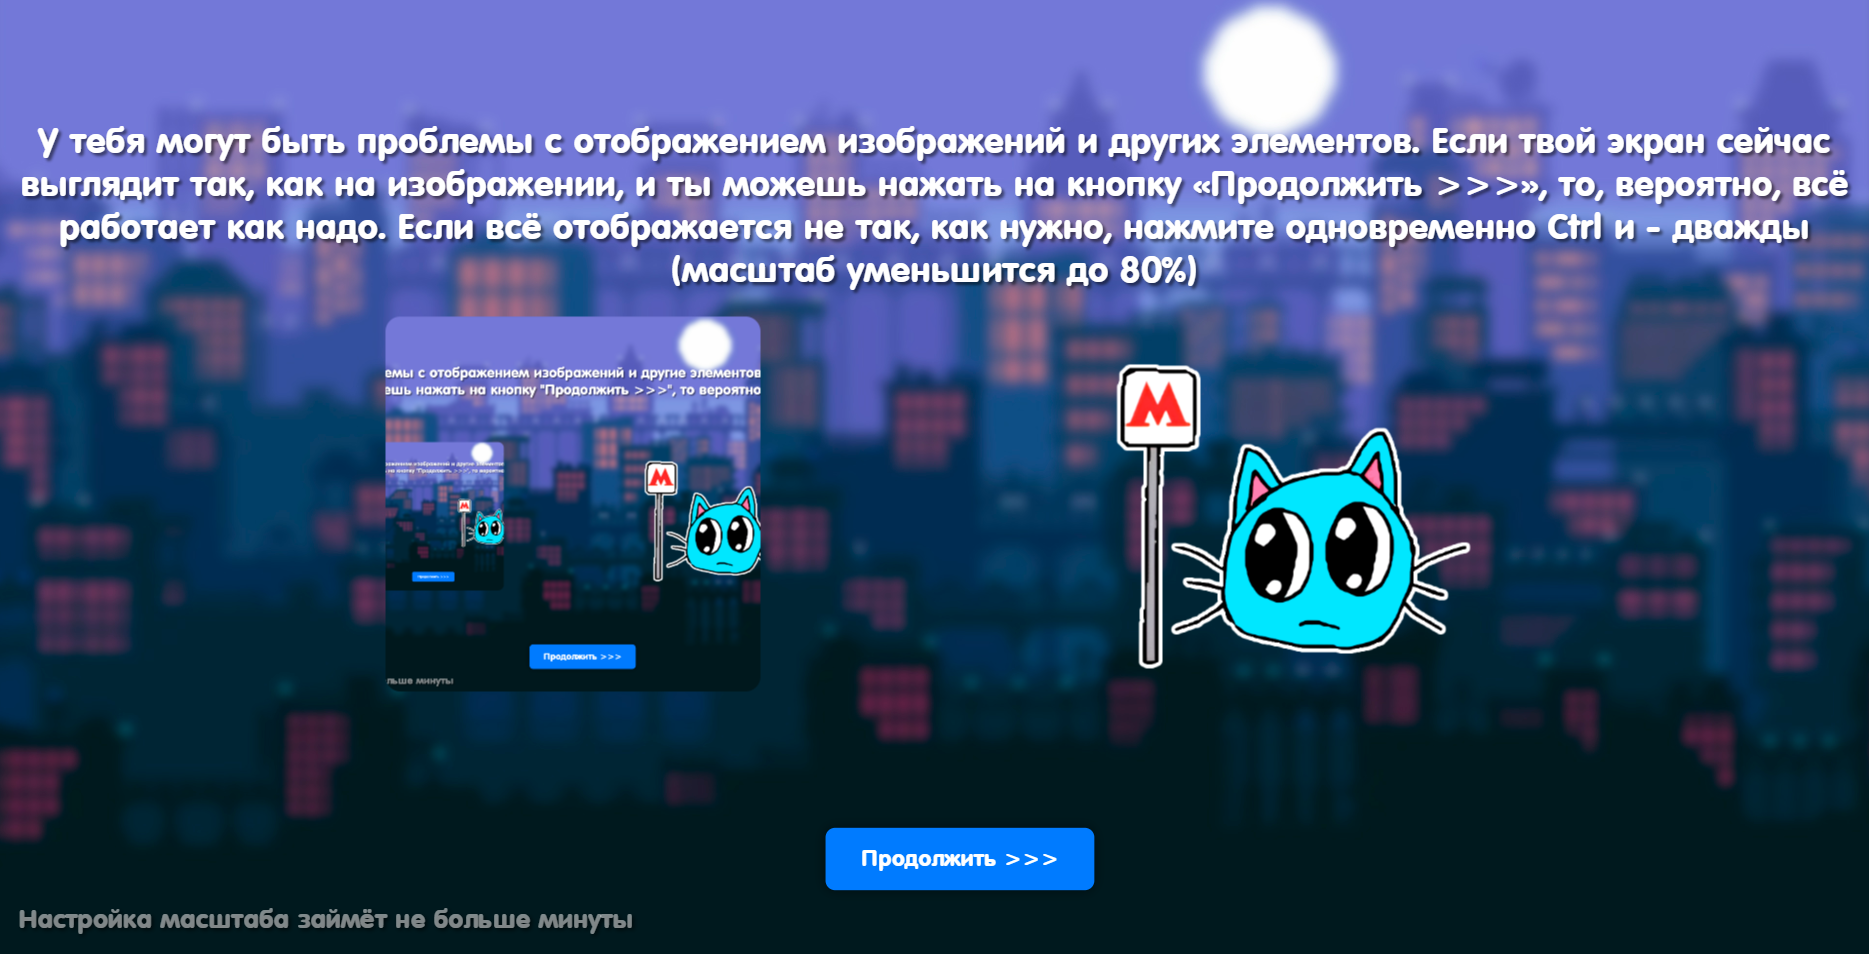 У тебя могут быть проблемы с отображением изображений и других элементов. Если твой экран сейчас
выглядит так, как на изображении, и ты можешь нажать на кнопку «Продолжить >>>», то, вероятно, всё
работает как надо. Если всё отображается не так, как нужно, нажмите одновременно Ctrl и - дважды
(масштаб уменьшится до 80%)
емы с отображением изображений и другие элементов
ешь нажать на кнопку "Продолжить >>>", то вероятно
М
М
М
Продолжить >>>
льше минуты
Продолжить >>>
Настройка масштаба займёт не больше минуты